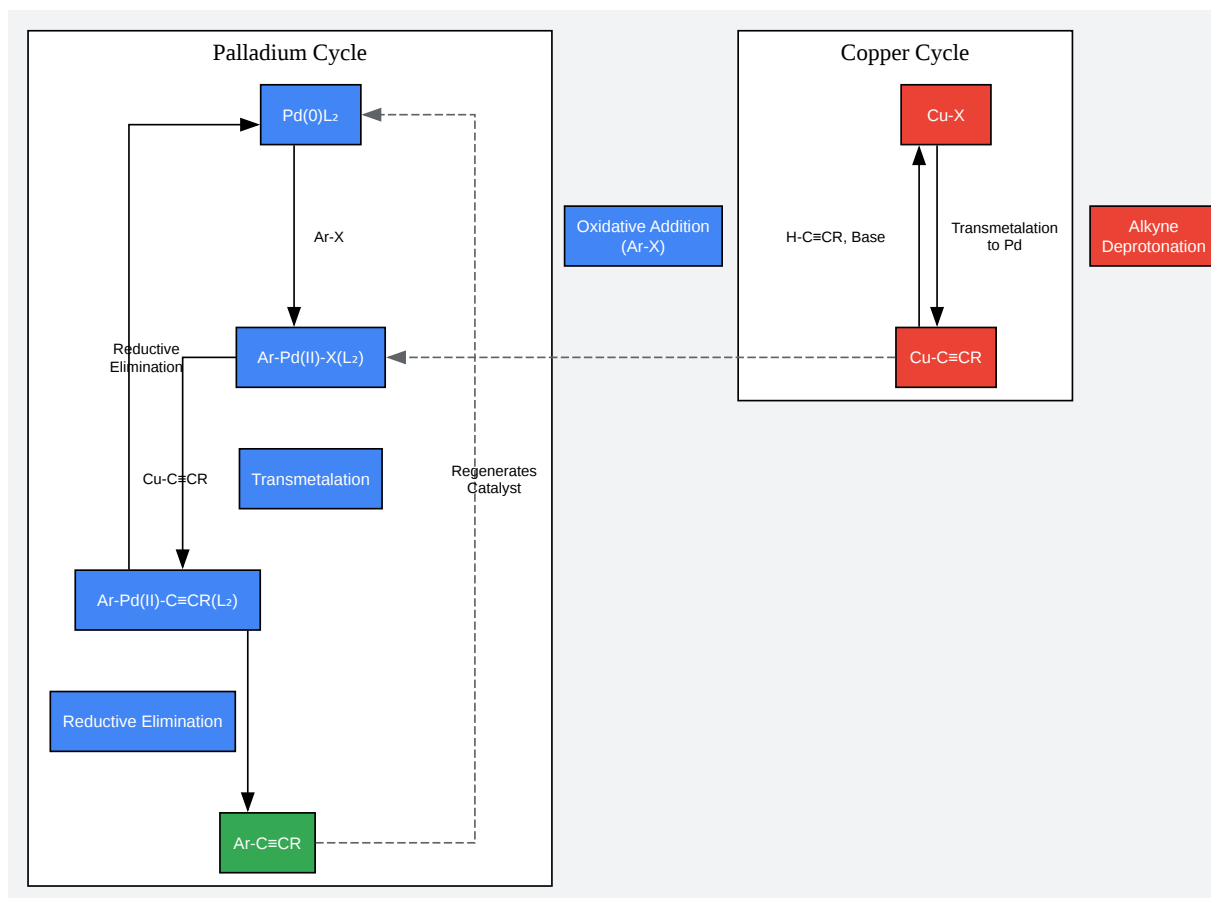 Palladium Cycle
Pd(0)L₂
Ar-X
Reductive
Elimination
Ar-Pd(II)-X(L₂)
Cu-C≡CR
Transmetalation
Regenerates
Catalyst
Ar-Pd(II)-C≡CR(L₂)
Reductive Elimination
Ar-C≡CR
Oxidative Addition
(Ar-X)
Copper Cycle
Cu-X
H-C≡CR, Base
Transmetalation
to Pd
Cu-C≡CR
Alkyne
Deprotonation